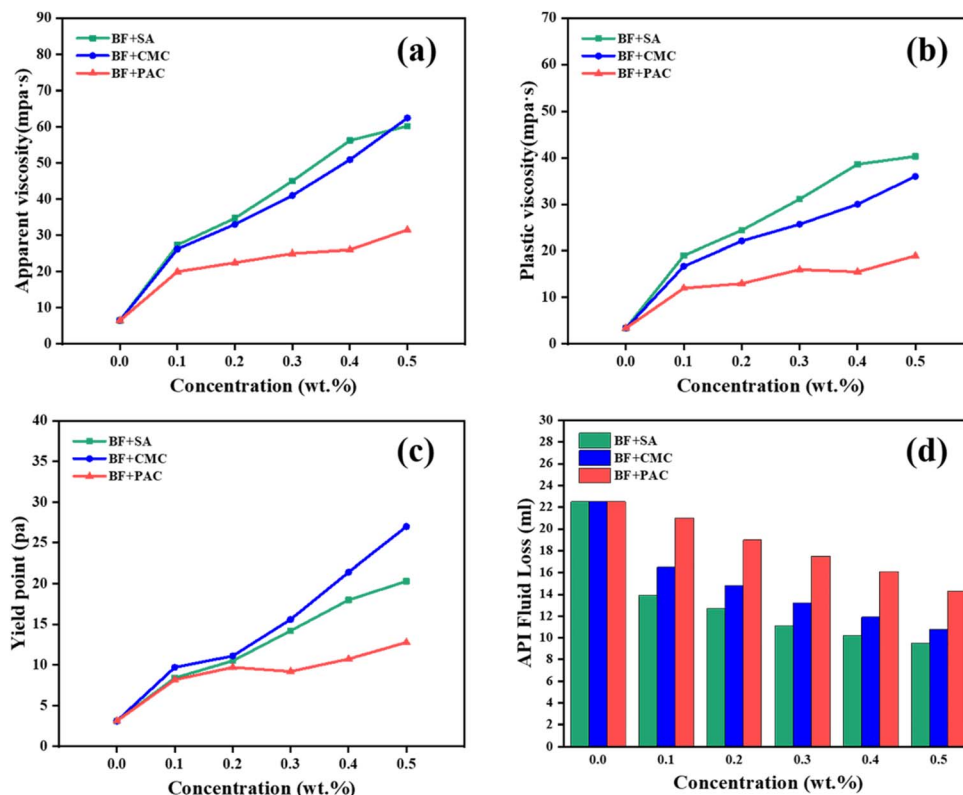 (a)
BF+SA
BF+CMC
BF+PAC
Apparent viscosity(mpa·s)
90
80
70
60
50
40
30
20
10
0
0.0 0.1 0.2 0.3 0.4 0.5
Concentration (wt.%)
(b)
BF+SA
BF+CMC
BF+PAC
Plastic viscosity(mpa·s)
70
60
50
40
30
20
10
0
0.0 0.1 0.2 0.3 0.4 0.5
Concentration (wt.%)
(c)
BF+SA
BF+CMC
BF+PAC
Yield point (pa)
40
35
30
25
20
15
10
5
0
0.0 0.1 0.2 0.3 0.4 0.5
Concentration (wt.%)
(d)
BF+SA
BF+CMC
BF+PAC
API Fluid Loss (ml)
30
28
26
24
22
20
18
16
14
12
10
8
6
4
2
0
0.0 0.1 0.2 0.3 0.4 0.5
Concentration (wt.%)